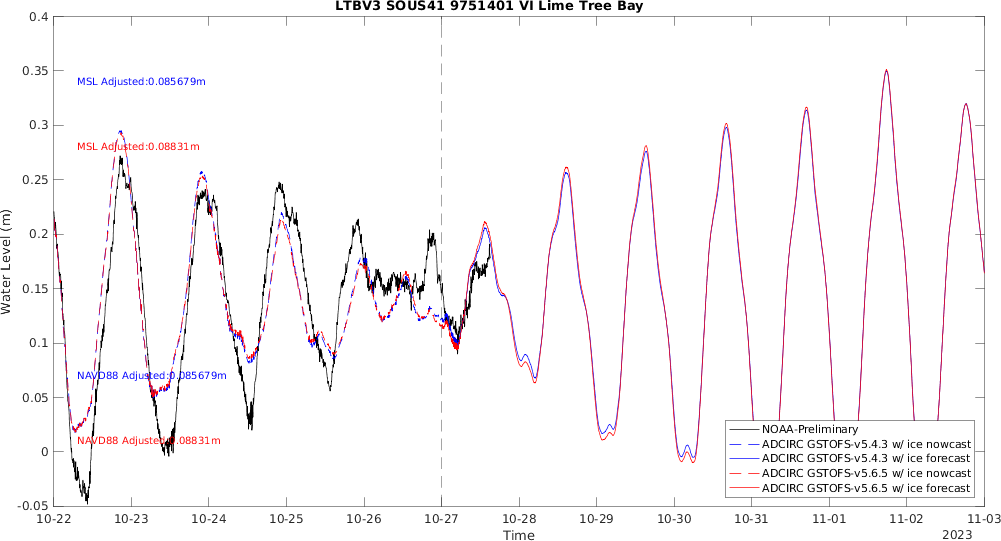 LTBV3 SOUS41 9751401 VI Lime Tree Bay
0.4
0.35
0.3
0.25
0.2
0.15
0.1
0.05
0
-0.05
Water Level (m)
MSL Adjusted:0.085679m
MSL Adjusted:0.08831m
NAVD88 Adjusted:0.085679m
NAVD88 Adjusted:0.08831m
NOAA-Preliminary
ADCIRC GSTOFS-v5.4.3 w/ ice nowcast
ADCIRC GSTOFS-v5.4.3 w/ ice forecast
ADCIRC GSTOFS-v5.6.5 w/ ice nowcast
ADCIRC GSTOFS-v5.6.5 w/ ice forecast
10-22 10-23 10-24 10-25 10-26 10-27 10-28 10-29 10-30 10-31 11-01 11-02 11-03
Time
2023